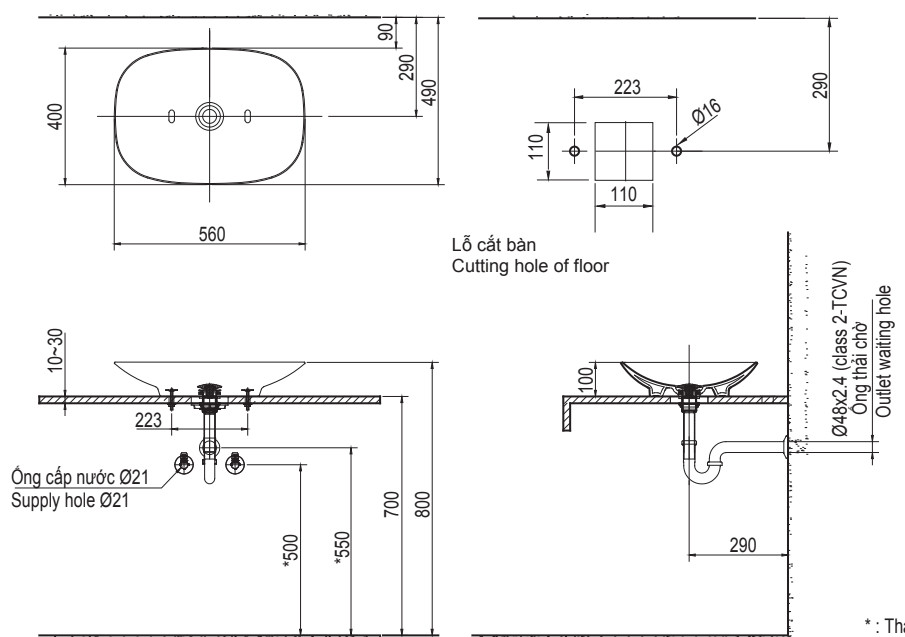 90
290
490
400
560
223
Ø16
290
110
110
Lỗ cắt bàn
Cutting hole of floor
10~30
223
Ống cấp nước Ø21
Supply hole Ø21
*500
*550
700
800
100
290
Ø48x2.4 (class 2-TCVN)
Ống thải chờ
Outlet waiting hole
* : Tha